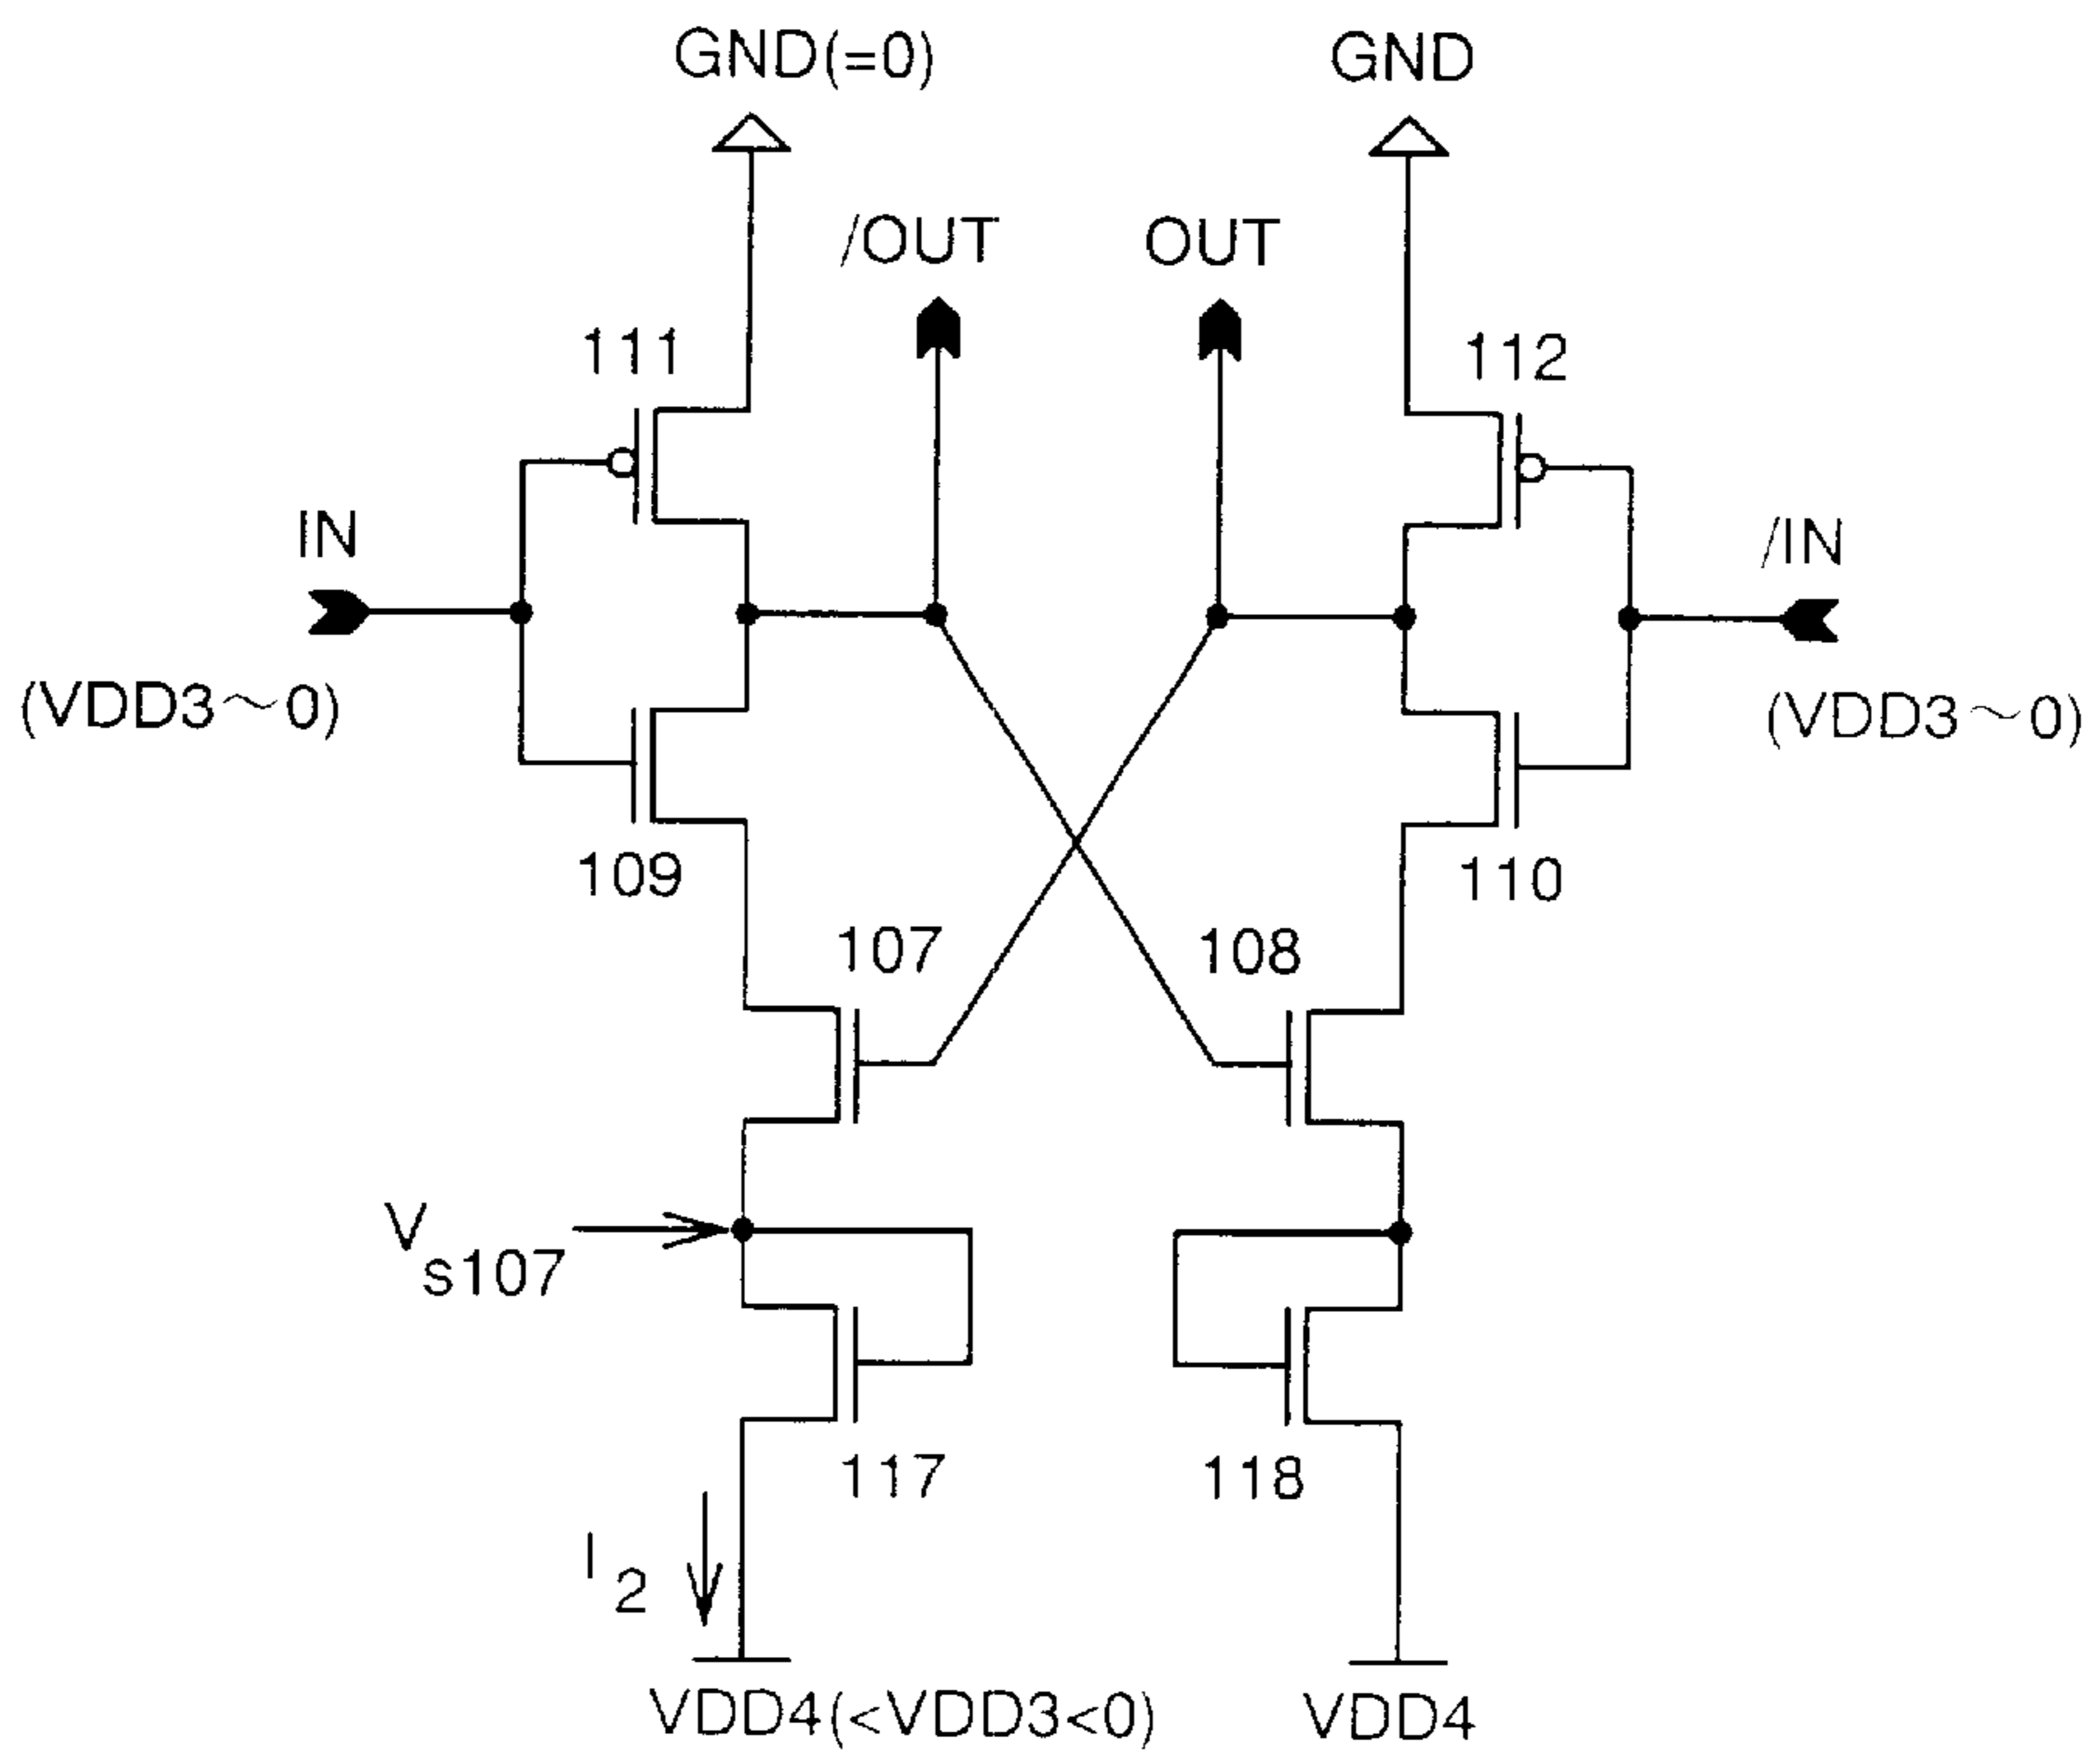 GND(=0)
GND
/OUT
OUT
111
112
IN
/IN
(VDD3～0)
(VDD3～0)
109
110
107
108
Vs107
117
118
I2
VDD4(<VDD3<0)
VDD4